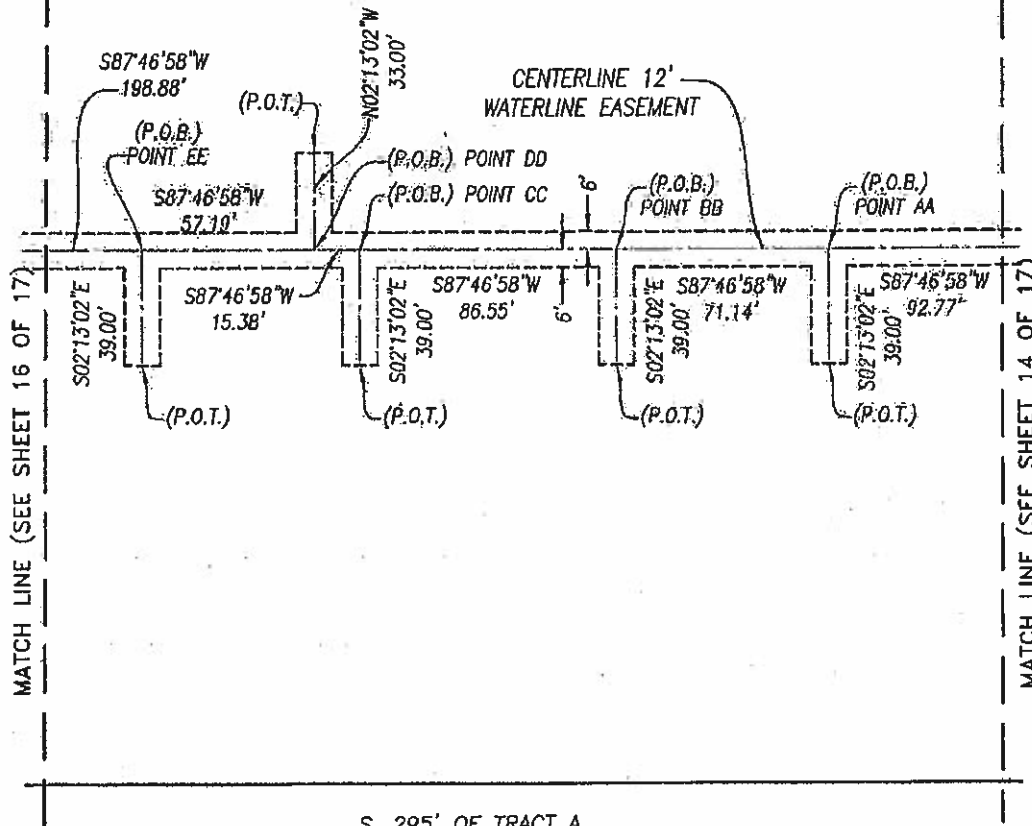 S87°46'58"W
198.88'
(P.O.T.)
N02°13'02"W
33.00'
CENTERLINE 12'
WATERLINE EASEMENT
(P.O.B.)
POINT EE
S87°46'58"W
57.19'
(P.O.B.) POINT DD
(P.O.B.) POINT CC
6'
(P.O.B.)
POINT BB
(P.O.B.)
POINT AA
S02°13'02"E
39.00'
S87°46'58"W
15.38'
S02°13'02"E
39.00'
S87°46'58"W
86.55'
6'
S02°13'02"E
39.00'
S87°46'58"W
71.14'
S02°13'02"E
39.00'
S87°46'58"W
92.77'
(P.O.T.)
(P.O.T.)
(P.O.T.)
(P.O.T.)
MATCH LINE (SEE SHEET 16 OF 17)
MATCH LINE (SEE SHEET 14 OF 17)
S. 295' OF TRACT A